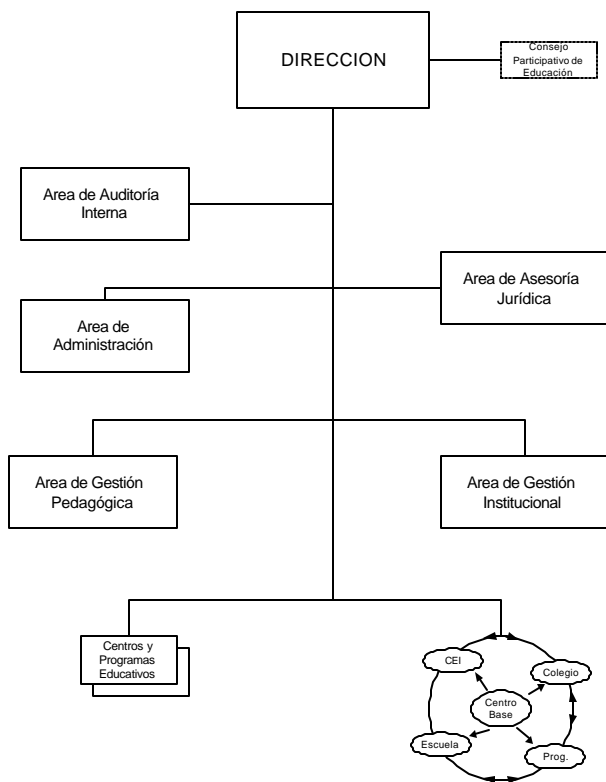 DIRECCION
Consejo
Participativo de
Educación
Area de Auditoría
Interna
Area de Asesoría
Jurídica
Area de
Administración
Area de Gestión
Pedagógica
Area de Gestión
Institucional
Centros y
Programas
Educativos
CEI
Colegio
Centro
Base
Escuela
Prog.